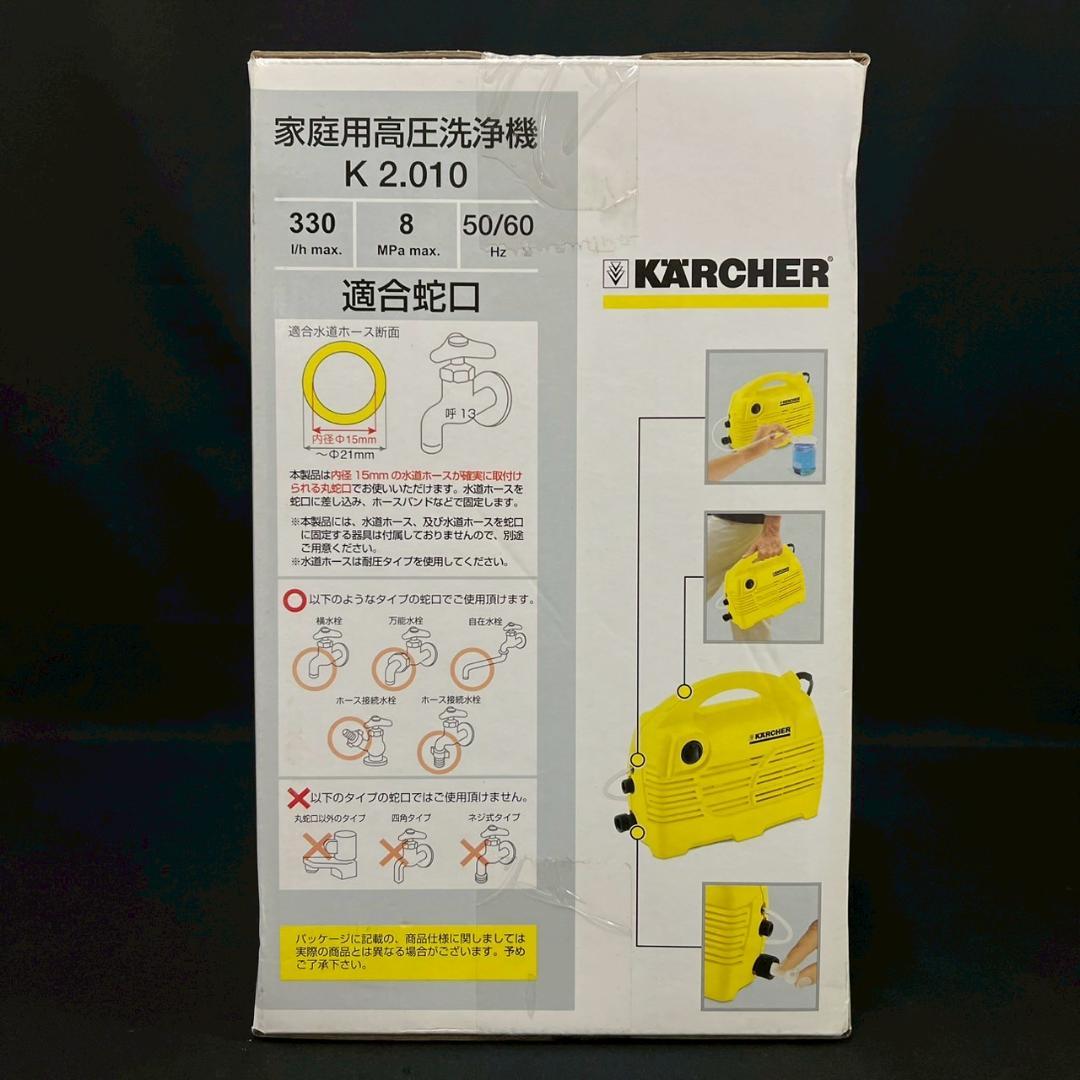 家庭用高圧洗浄機
K 2.010
330 8 50/60
l/h max. MPa max. Hz
適合蛇口
適合水道ホース断面
呼 13
内径Φ15mm
～Φ21mm
本製品は内径 15mm の水道ホースが確実に取付け
られる丸蛇口でお使いいただけます。水道ホースを
蛇口に差し込み、ホースバンドなどで固定します。
※本製品には、水道ホース、及び水道ホースを蛇口
に固定する器具は付属しておりませんので、別途
ご用意ください。
※水道ホースは耐圧タイプを使用してください。
以下のようなタイプの蛇口でご使用頂けます。
横水栓 万能水栓 自在水栓
ホース接続水栓 ホース接続水栓
以下のタイプの蛇口ではご使用頂けません。
丸蛇口以外のタイプ 四角タイプ ネジ式タイプ
パッケージに記載の、商品仕様に関しましては
実際の商品とは異なる場合がございます。予め
ご了承下さい。
KÄRCHER®
KÄRCHER
KÄRCHER
KÄRCHER